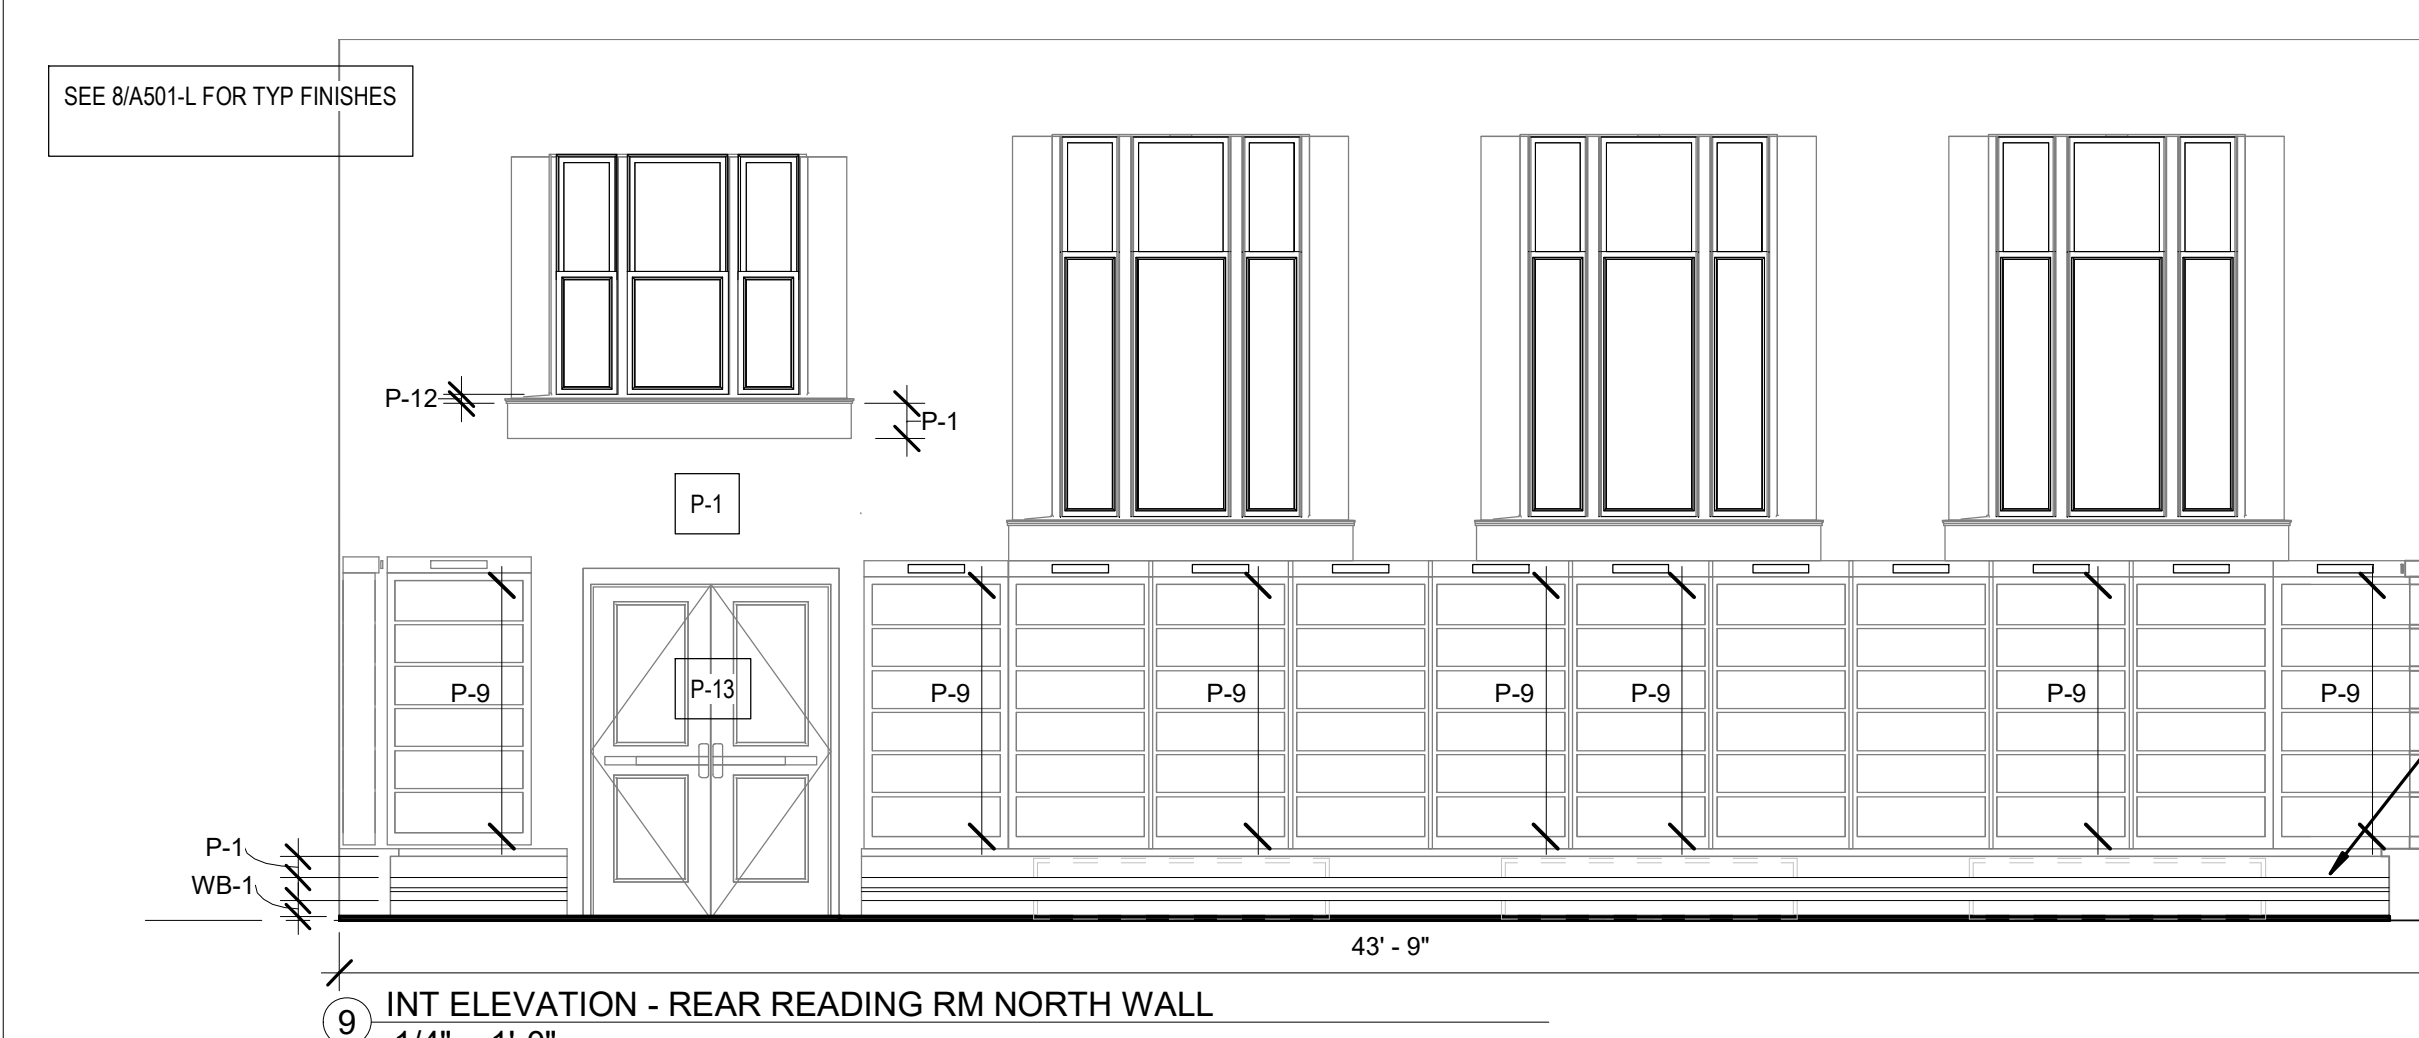 SEE 8/A501-L FOR TYP FINISHES
P-12
P-1
P-1
P-13
P-9
P-9
P-9
P-9
P-9
P-9
P-9
P-1
WB-1
43' - 9"
9
INT ELEVATION - REAR READING RM NORTH WALL